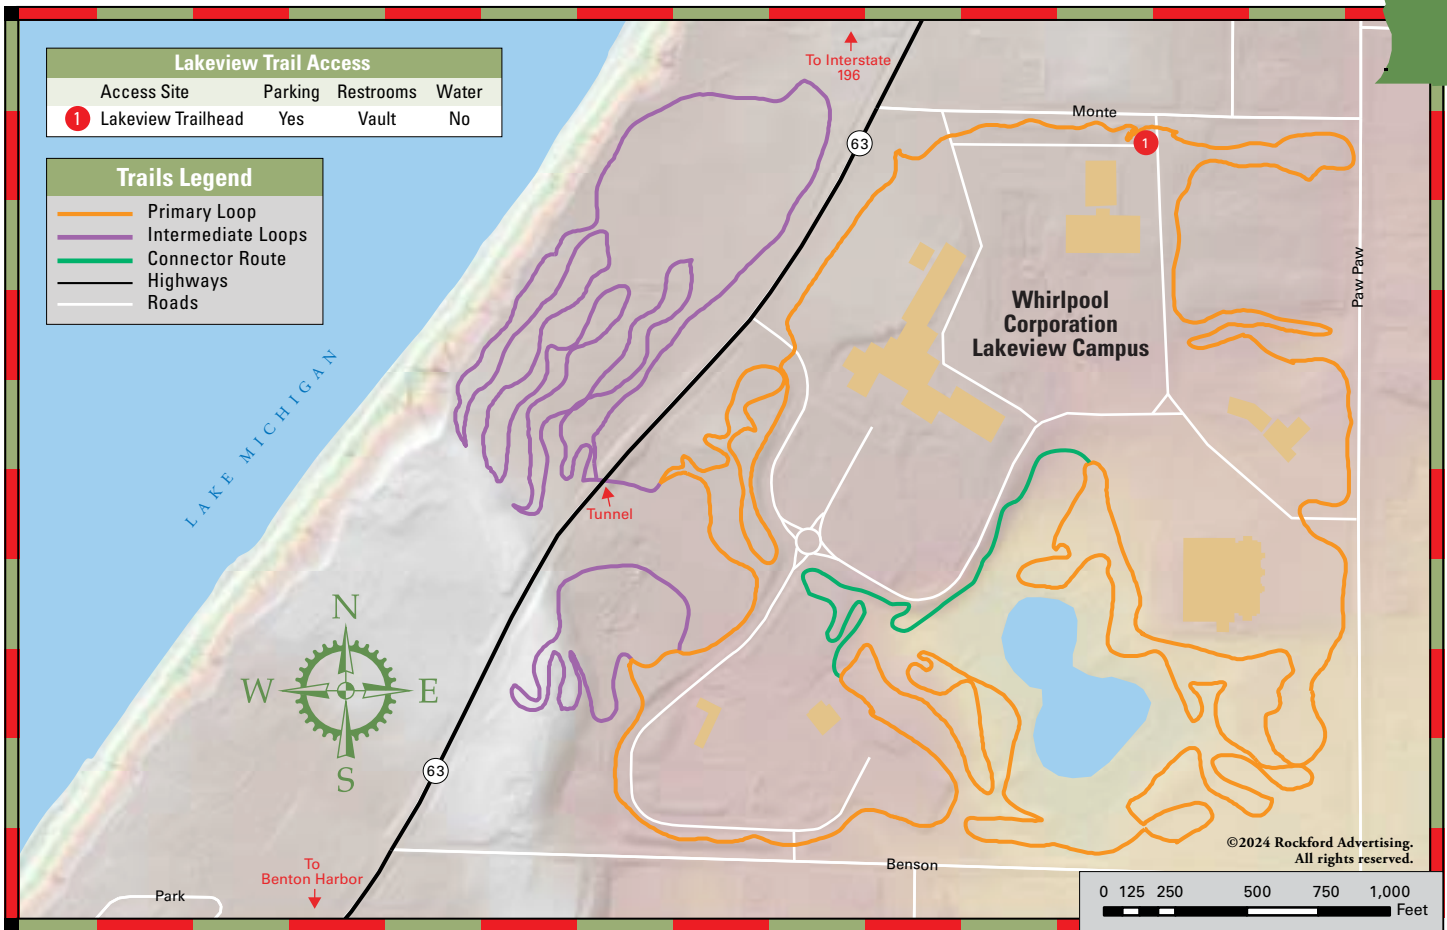 Lakeview Trail Access
Access Site Parking Restrooms Water
1 Lakeview Trailhead Yes Vault No
Trails Legend
Primary Loop
Intermediate Loops
Connector Route
Highways
Roads
To Interstate
196
63
Monte
1
Paw Paw
Whirlpool
Corporation
Lakeview Campus
LAKE MICHIGAN
Tunnel
N
W E
S
63
To
Benton Harbor
Park
Benson
©2024 Rockford Advertising.
All rights reserved.
0 125 250 500 750 1,000
Feet